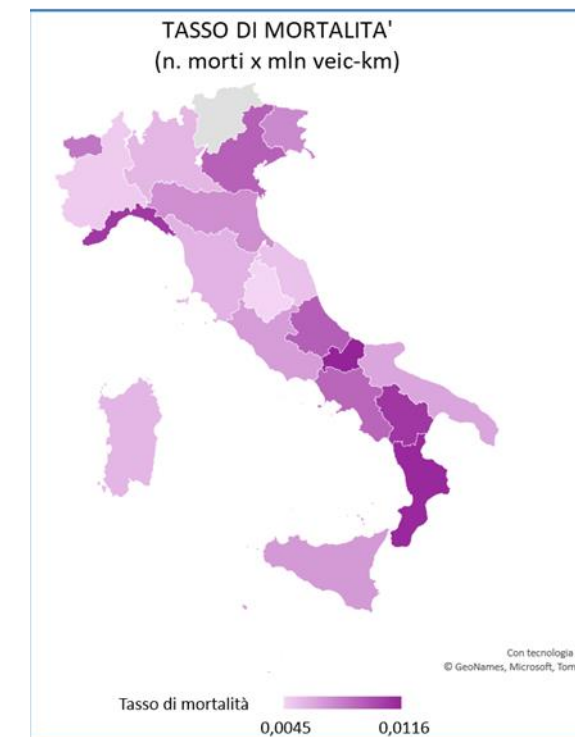 TASSO DI MORTALITA'
(n. morti x mln veic-km)
Con tecnologia
© GeoNames, Microsoft, Tom
Tasso di mortalità
0,0045 0,0116